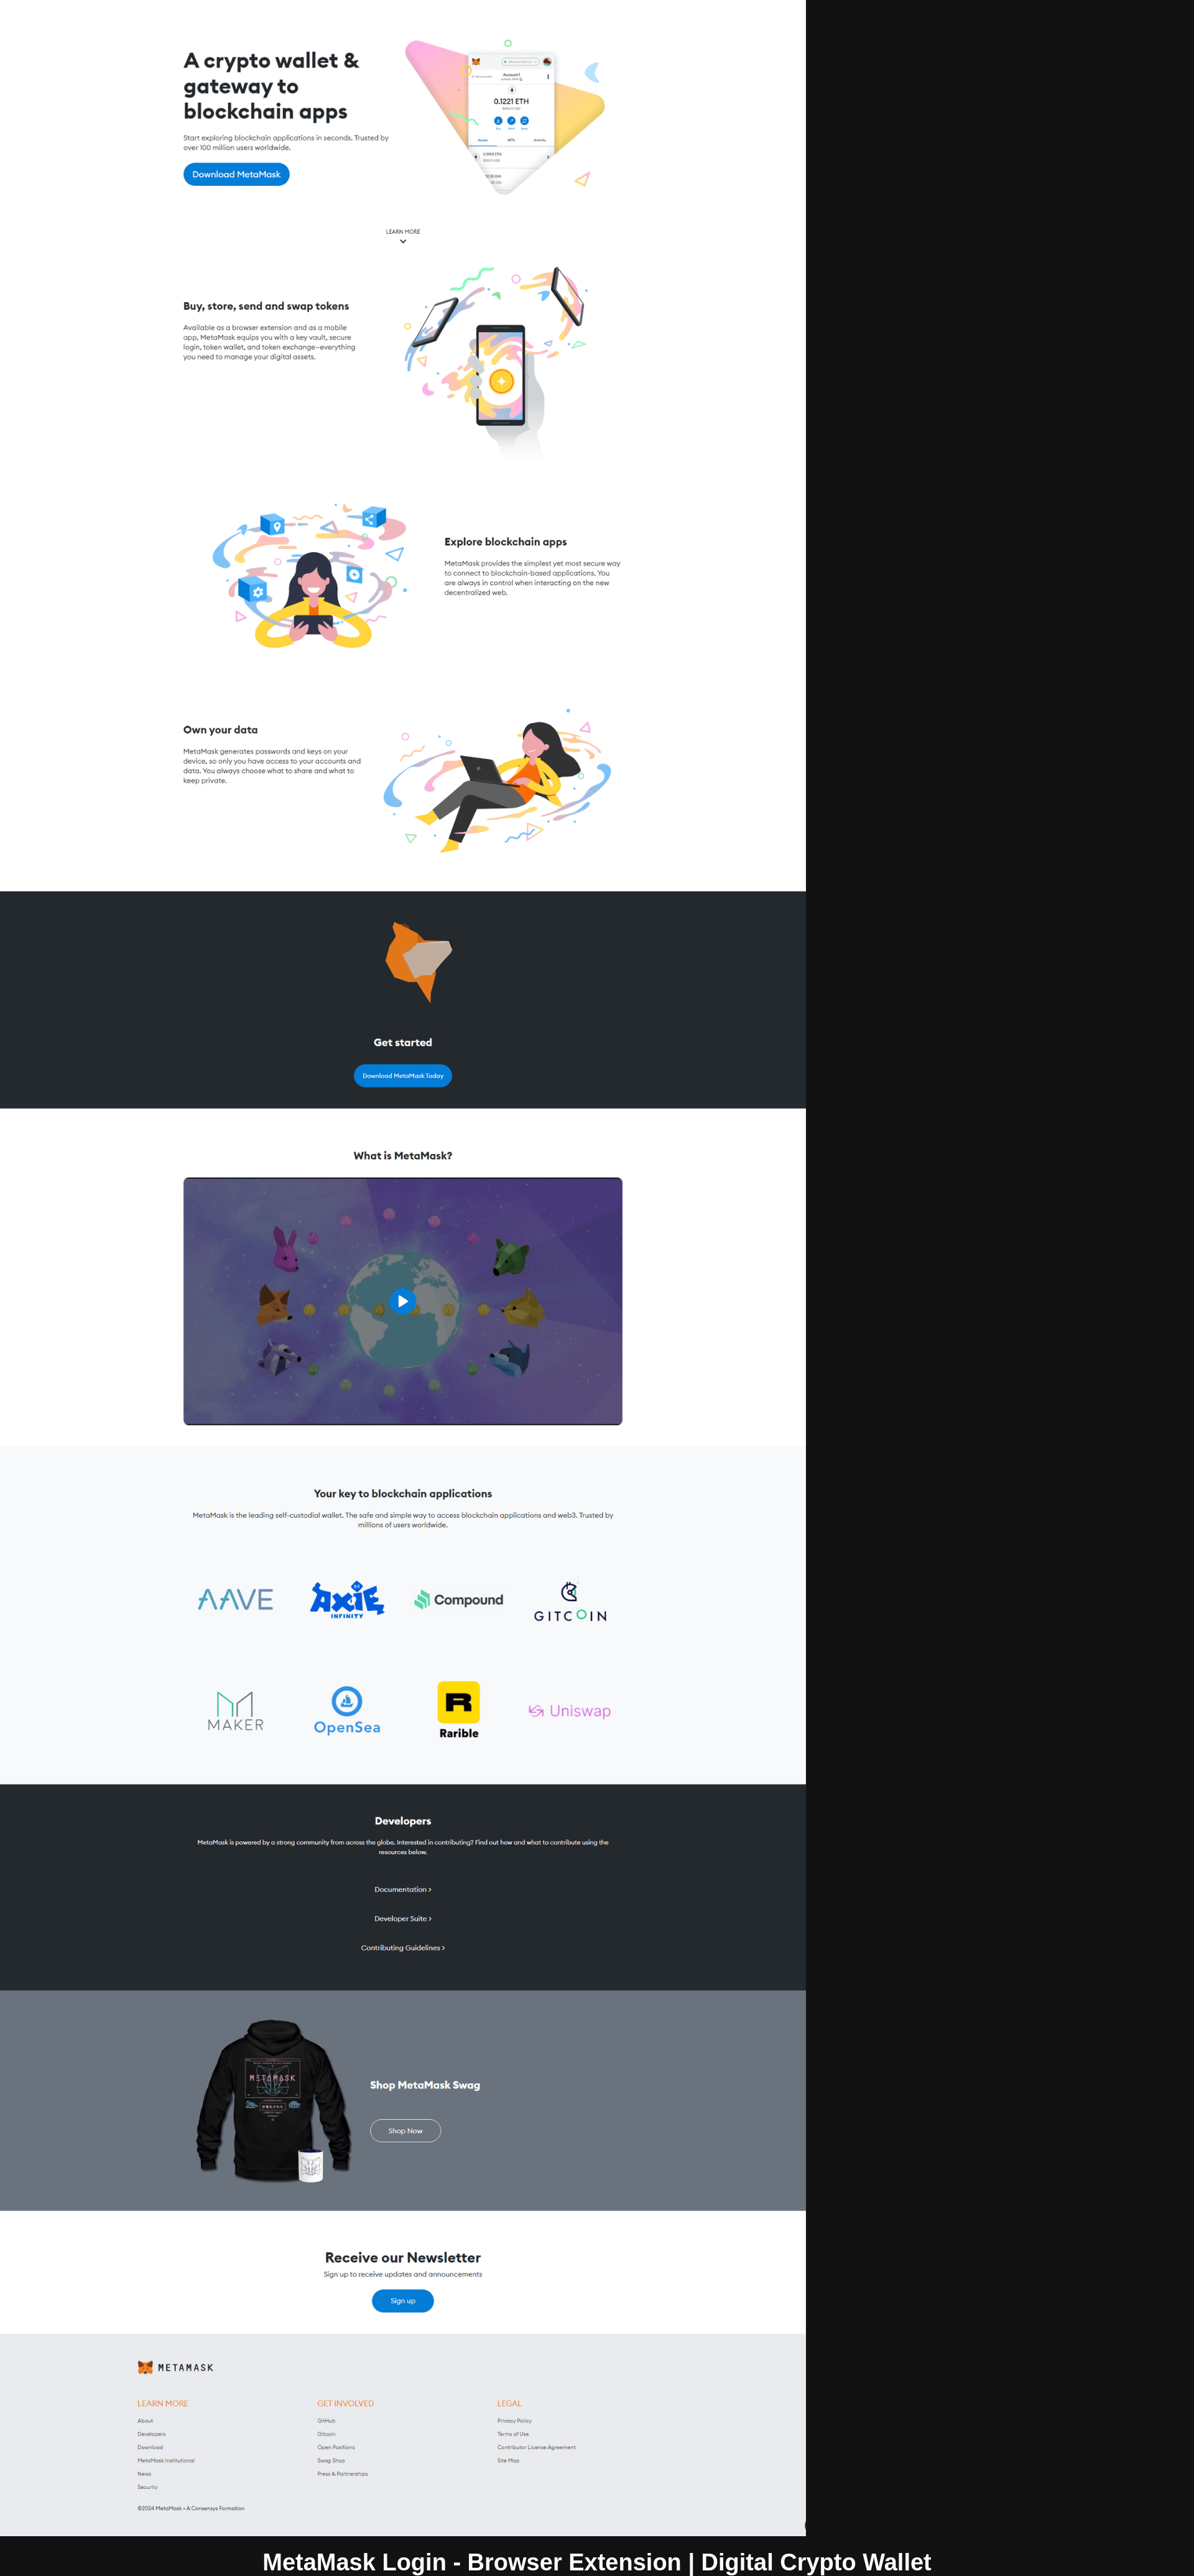 A crypto wallet &
gateway to
blockchain apps
Start exploring blockchain applications in seconds. Trusted by
over 100 million users worldwide.
Download MetaMask
Account 1
0.1221 ETH
Buy
Send
Swap
Assets
NFTs
Activity
LEARN MORE
Buy, store, send and swap tokens
Available as a browser extension and as a mobile
app, MetaMask equips you with a key vault, secure
login, token wallet, and token exchange—everything
you need to manage your digital assets.
Explore blockchain apps
MetaMask provides the simplest yet most secure way
to connect to blockchain-based applications. You
are always in control when interacting on the new
decentralized web.
Own your data
MetaMask generates passwords and keys on your
device, so only you have access to your accounts and
data. You always choose what to share and what to
keep private.
Get started
Download MetaMask Today
What is MetaMask?
Your key to blockchain applications
MetaMask is the leading self-custodial wallet. The safe and simple way to access blockchain applications and web3. Trusted by
millions of users worldwide.
AAVE
AXIE
INFINITY
Compound
GITCOIN
MAKER
OpenSea
R
Rarible
Uniswap
Developers
MetaMask is powered by a strong community from across the globe. Interested in contributing? Find out how and what to contribute using the
resources below.
Documentation >
Developer Suite >
Contributing Guidelines >
METAMASK
Shop MetaMask Swag
Shop Now
Receive our Newsletter
Sign up to receive updates and announcements
Sign up
METAMASK
LEARN MORE
About
Developers
Download
MetaMask Institutional
News
Security
GET INVOLVED
GitHub
Gitcoin
Open Positions
Swag Shop
Press & Partnerships
LEGAL
Privacy Policy
Terms of Use
Contributor License Agreement
Site Map
©2024 MetaMask • A Consensys Formation
MetaMask Login - Browser Extension | Digital Crypto Wallet